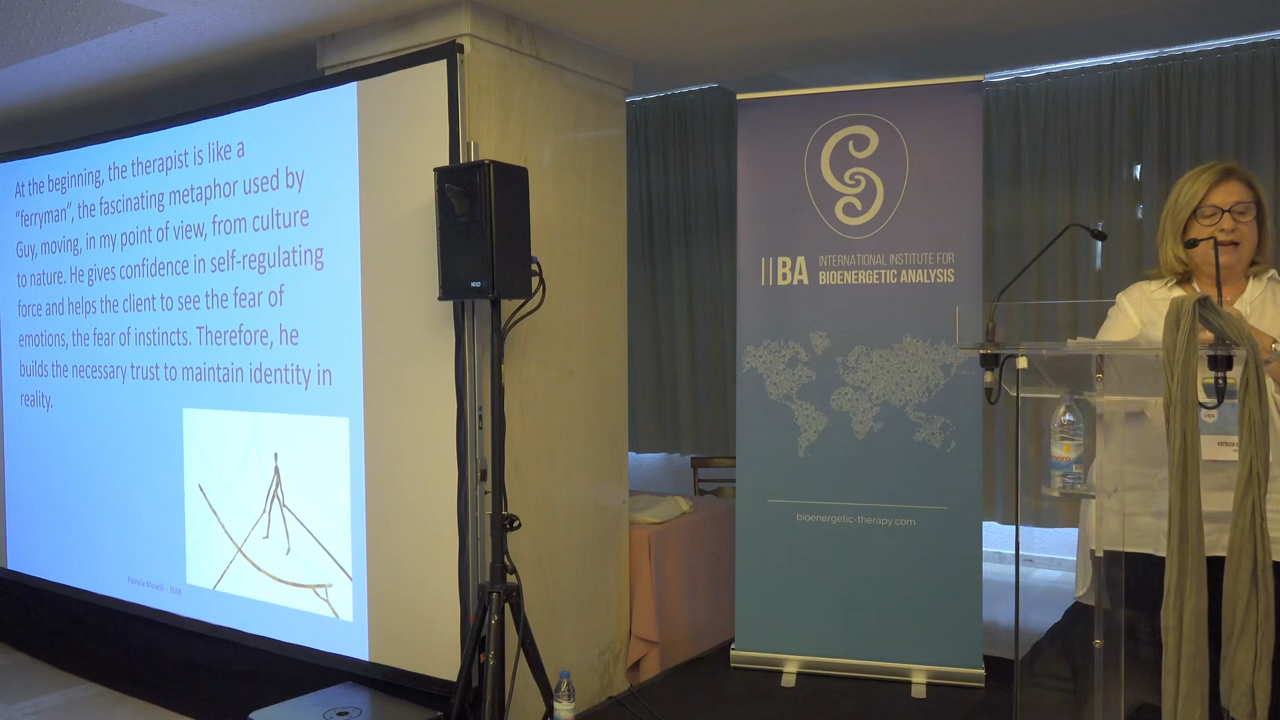 At the beginning, the therapist is like a
“ferryman”, the fascinating metaphor used by
Guy, moving, in my point of view, from culture
to nature. He gives confidence in self-regulating
force and helps the client to see the fear of
emotions, the fear of instincts. Therefore, he
builds the necessary trust to maintain identity in
reality.
IIBA
INTERNATIONAL INSTITUTE FOR
BIOENERGETIC ANALYSIS
bioenergetic-therapy.com